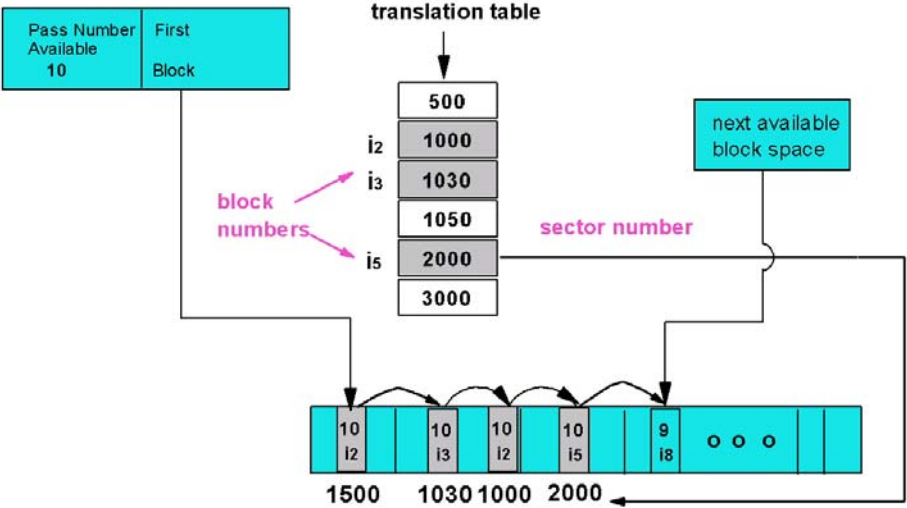 translation table
Pass Number
Available
10
First
Block
500
i2
1000
i3
1030
1050
i5
2000
3000
block
numbers
sector number
next available
block space
10
i2
10
i3
10
i2
10
i5
9
i8
o o o
1500
1030
1000
2000